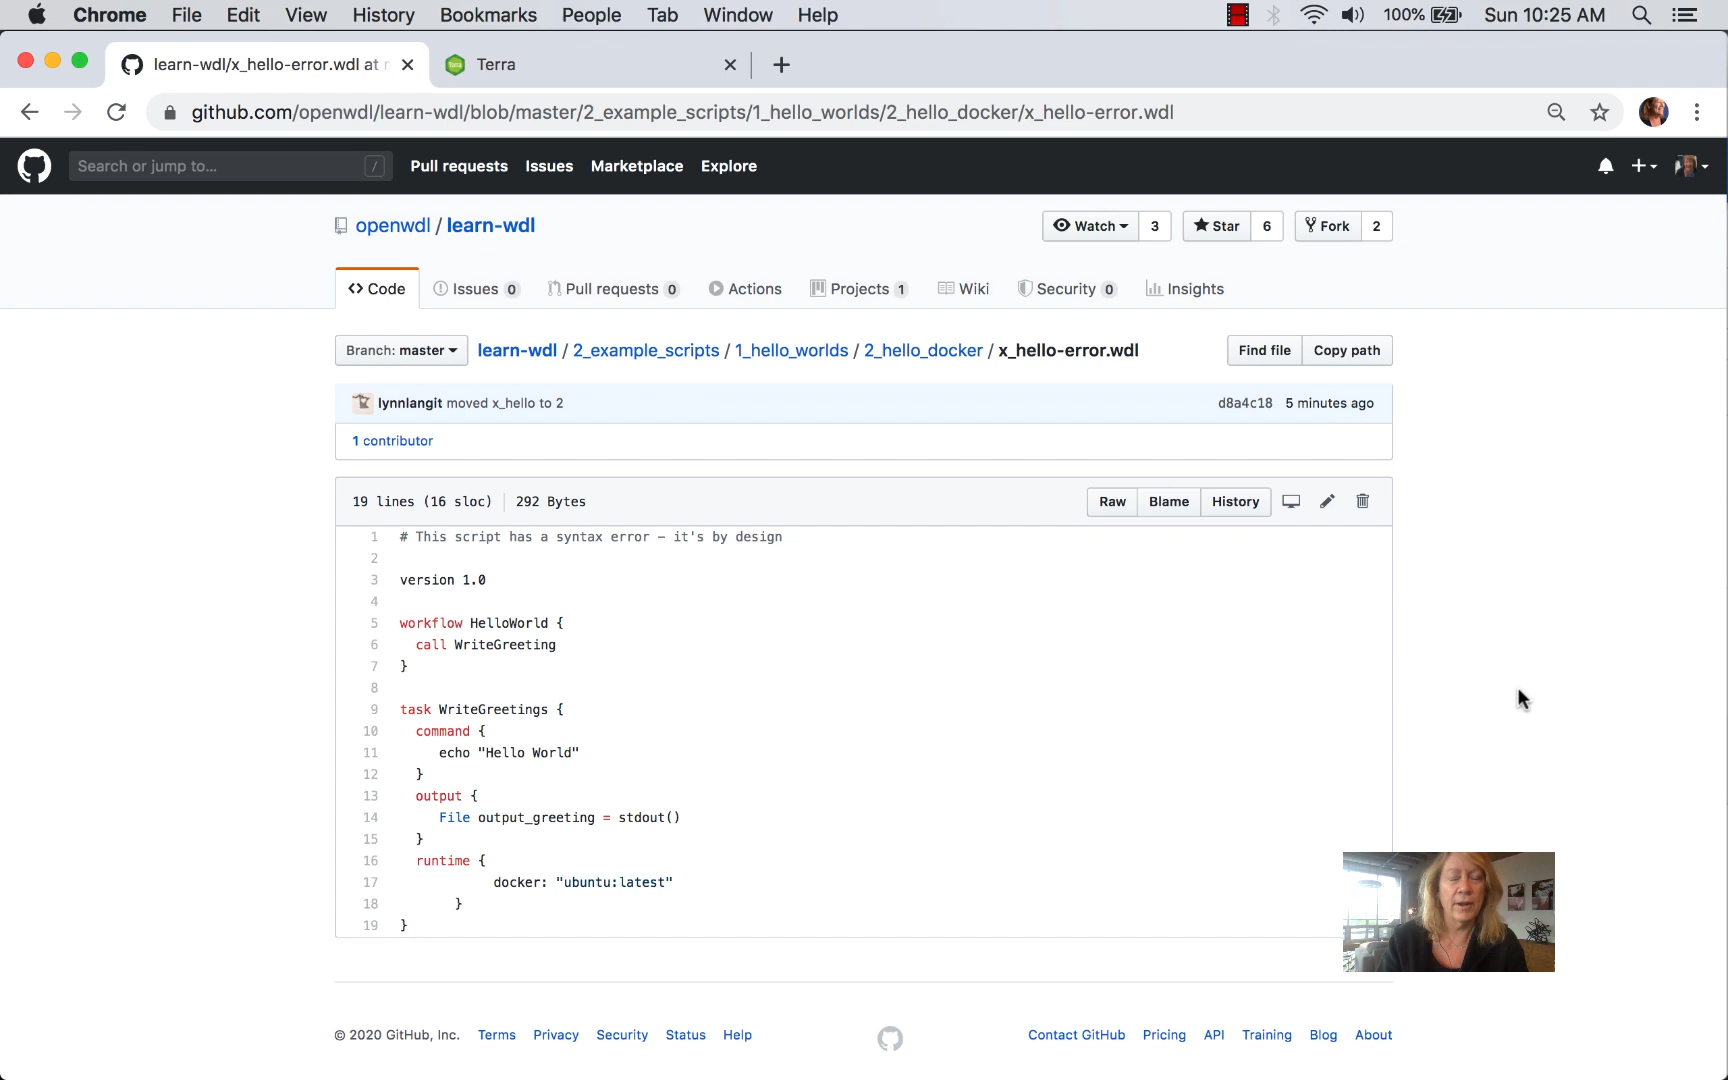 Chrome File Edit View History Bookmarks People Tab Window Help 100% Sun 10:25 AM
learn-wdl/x_hello-error.wdl at Terra
github.com/openwdl/learn-wdl/blob/master/2_example_scripts/1_hello_worlds/2_hello_docker/x_hello-error.wdl
Search or jump to... / Pull requests Issues Marketplace Explore
openwdl / learn-wdl Watch 3 Star 6 Fork 2
Code Issues 0 Pull requests 0 Actions Projects 1 Wiki Security 0 Insights
Branch: master learn-wdl / 2_example_scripts / 1_hello_worlds / 2_hello_docker / x_hello-error.wdl Find file Copy path
lynnlangit moved x_hello to 2 d8a4c18 5 minutes ago
1 contributor
19 lines (16 sloc) 292 Bytes Raw Blame History
1 # This script has a syntax error – it's by design
2
3 version 1.0
4
5 workflow HelloWorld {
6 call WriteGreeting
7 }
8
9 task WriteGreetings {
10 command {
11 echo "Hello World"
12 }
13 output {
14 File output_greeting = stdout()
15 }
16 runtime {
17 docker: "ubuntu:latest"
18 }
19 }
© 2020 GitHub, Inc. Terms Privacy Security Status Help Contact GitHub Pricing API Training Blog About